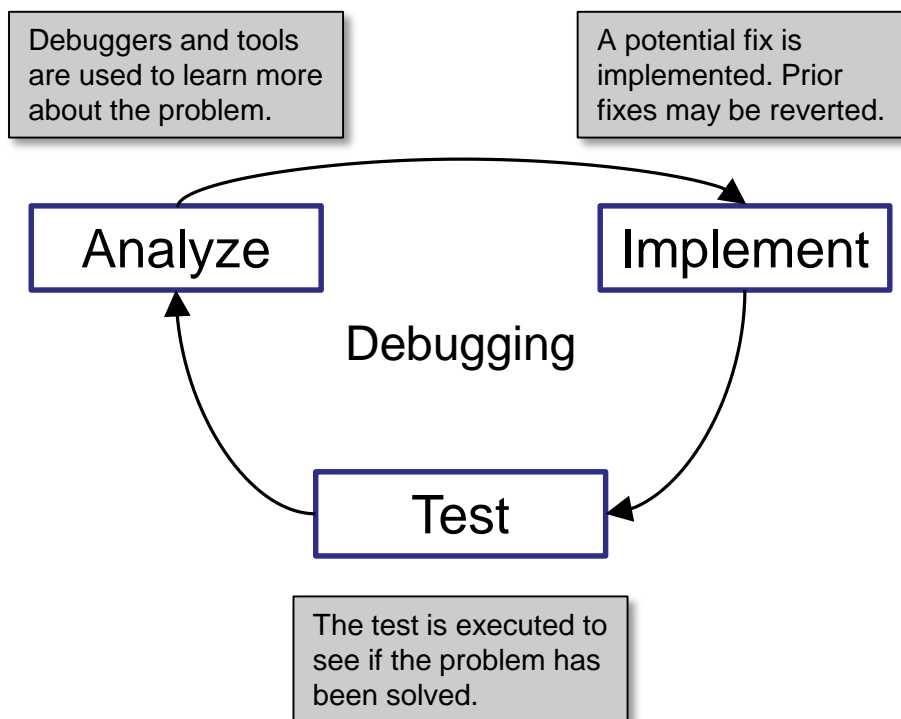 Debuggers and tools
are used to learn more
about the problem.
A potential fix is
implemented. Prior
fixes may be reverted.
Analyze
Implement
Debugging
Test
The test is executed to
see if the problem has
been solved.